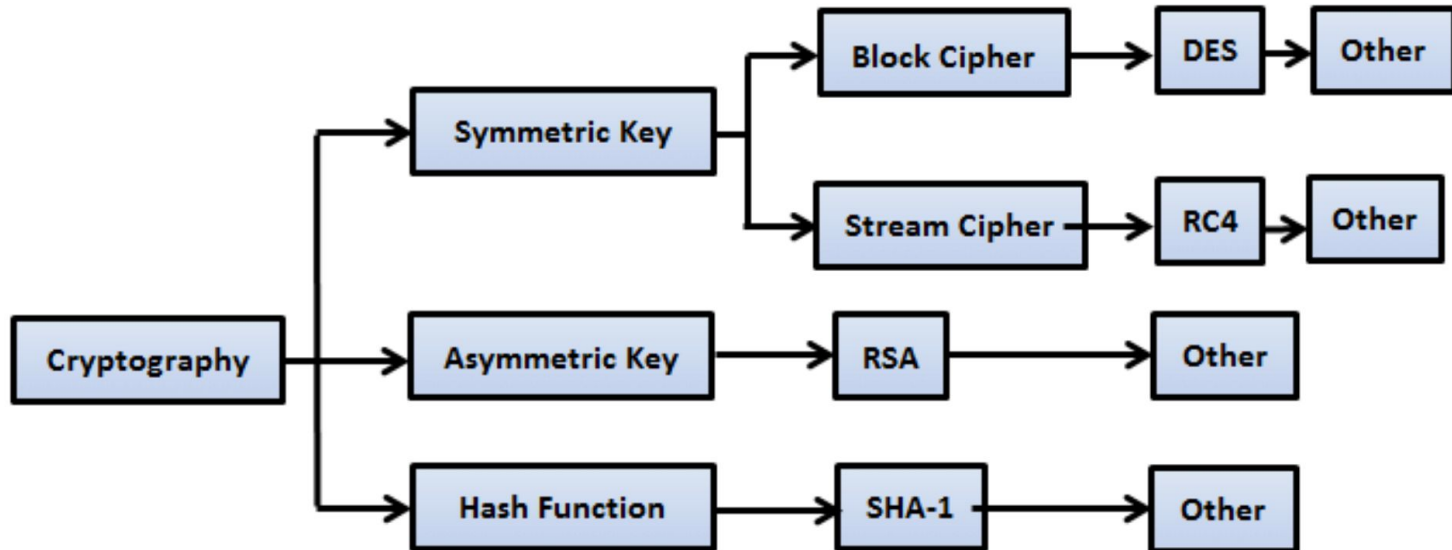 Block Cipher
DES
Other
Symmetric Key
Stream Cipher
RC4
Other
Cryptography
Asymmetric Key
RSA
Other
Hash Function
SHA-1
Other